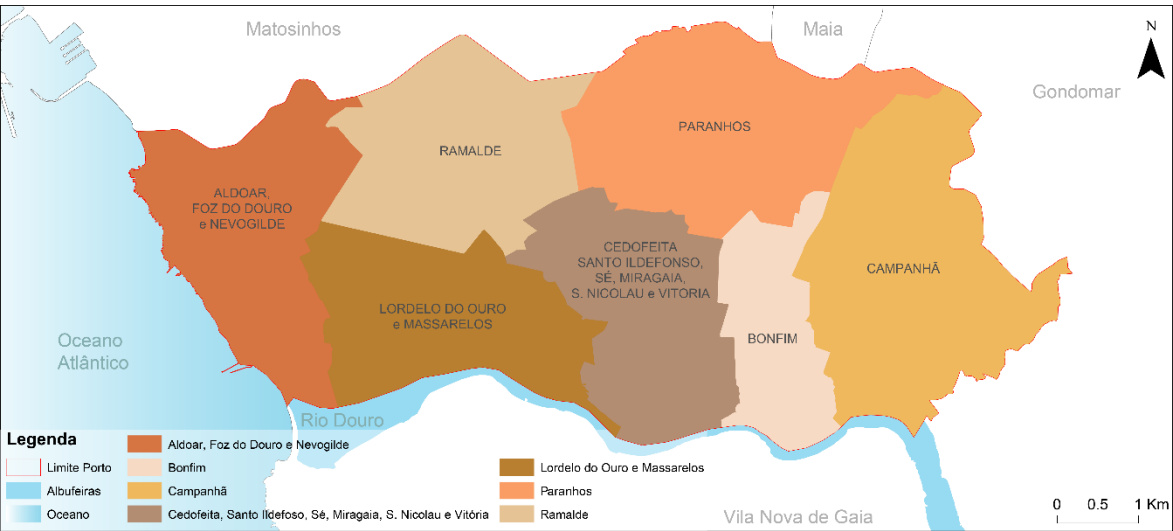 Matosinhos
Maia
N
Gondomar
PARANHOS
RAMALDE
ALDOAR,
FOZ DO DOURO
e NEVOGILDE
CEDOFEITA
SANTO ILDEFONSO,
SÉ, MIRAGAIA,
S. NICOLAU e VITORIA
CAMPANHÃ
LORDELO DO OURO
e MASSARELOS
BONFIM
Oceano
Atlântico
Rio Douro
Legenda
Limite Porto
Albufeiras
Oceano
Aldoar, Foz do Douro e Nevogilde
Bonfim
Campanhã
Cedofeita, Santo Ildefoso, Sé, Miragaia, S. Nicolau e Vitória
Lordelo do Ouro e Massarelos
Paranhos
Ramalde
Vila Nova de Gaia
0 0.5 1 Km